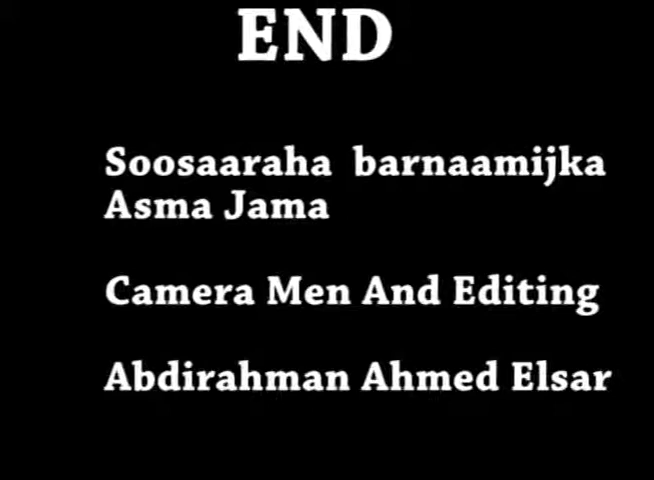 END
Soosaaraha barnaamijka
Asma Jama
Camera Men And Editing
Abdirahman Ahmed Elsar